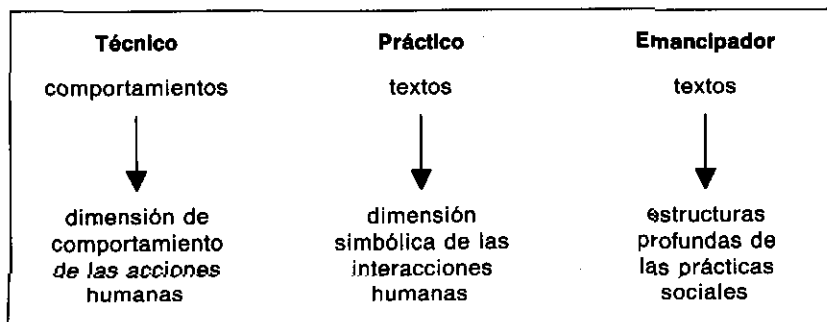 Técnico Práctico Emancipador
comportamientos textos textos
dimensión de dimensión estructuras
comportamiento simbólica de las profundas de
de las acciones interacciones las prácticas
humanas humanas sociales